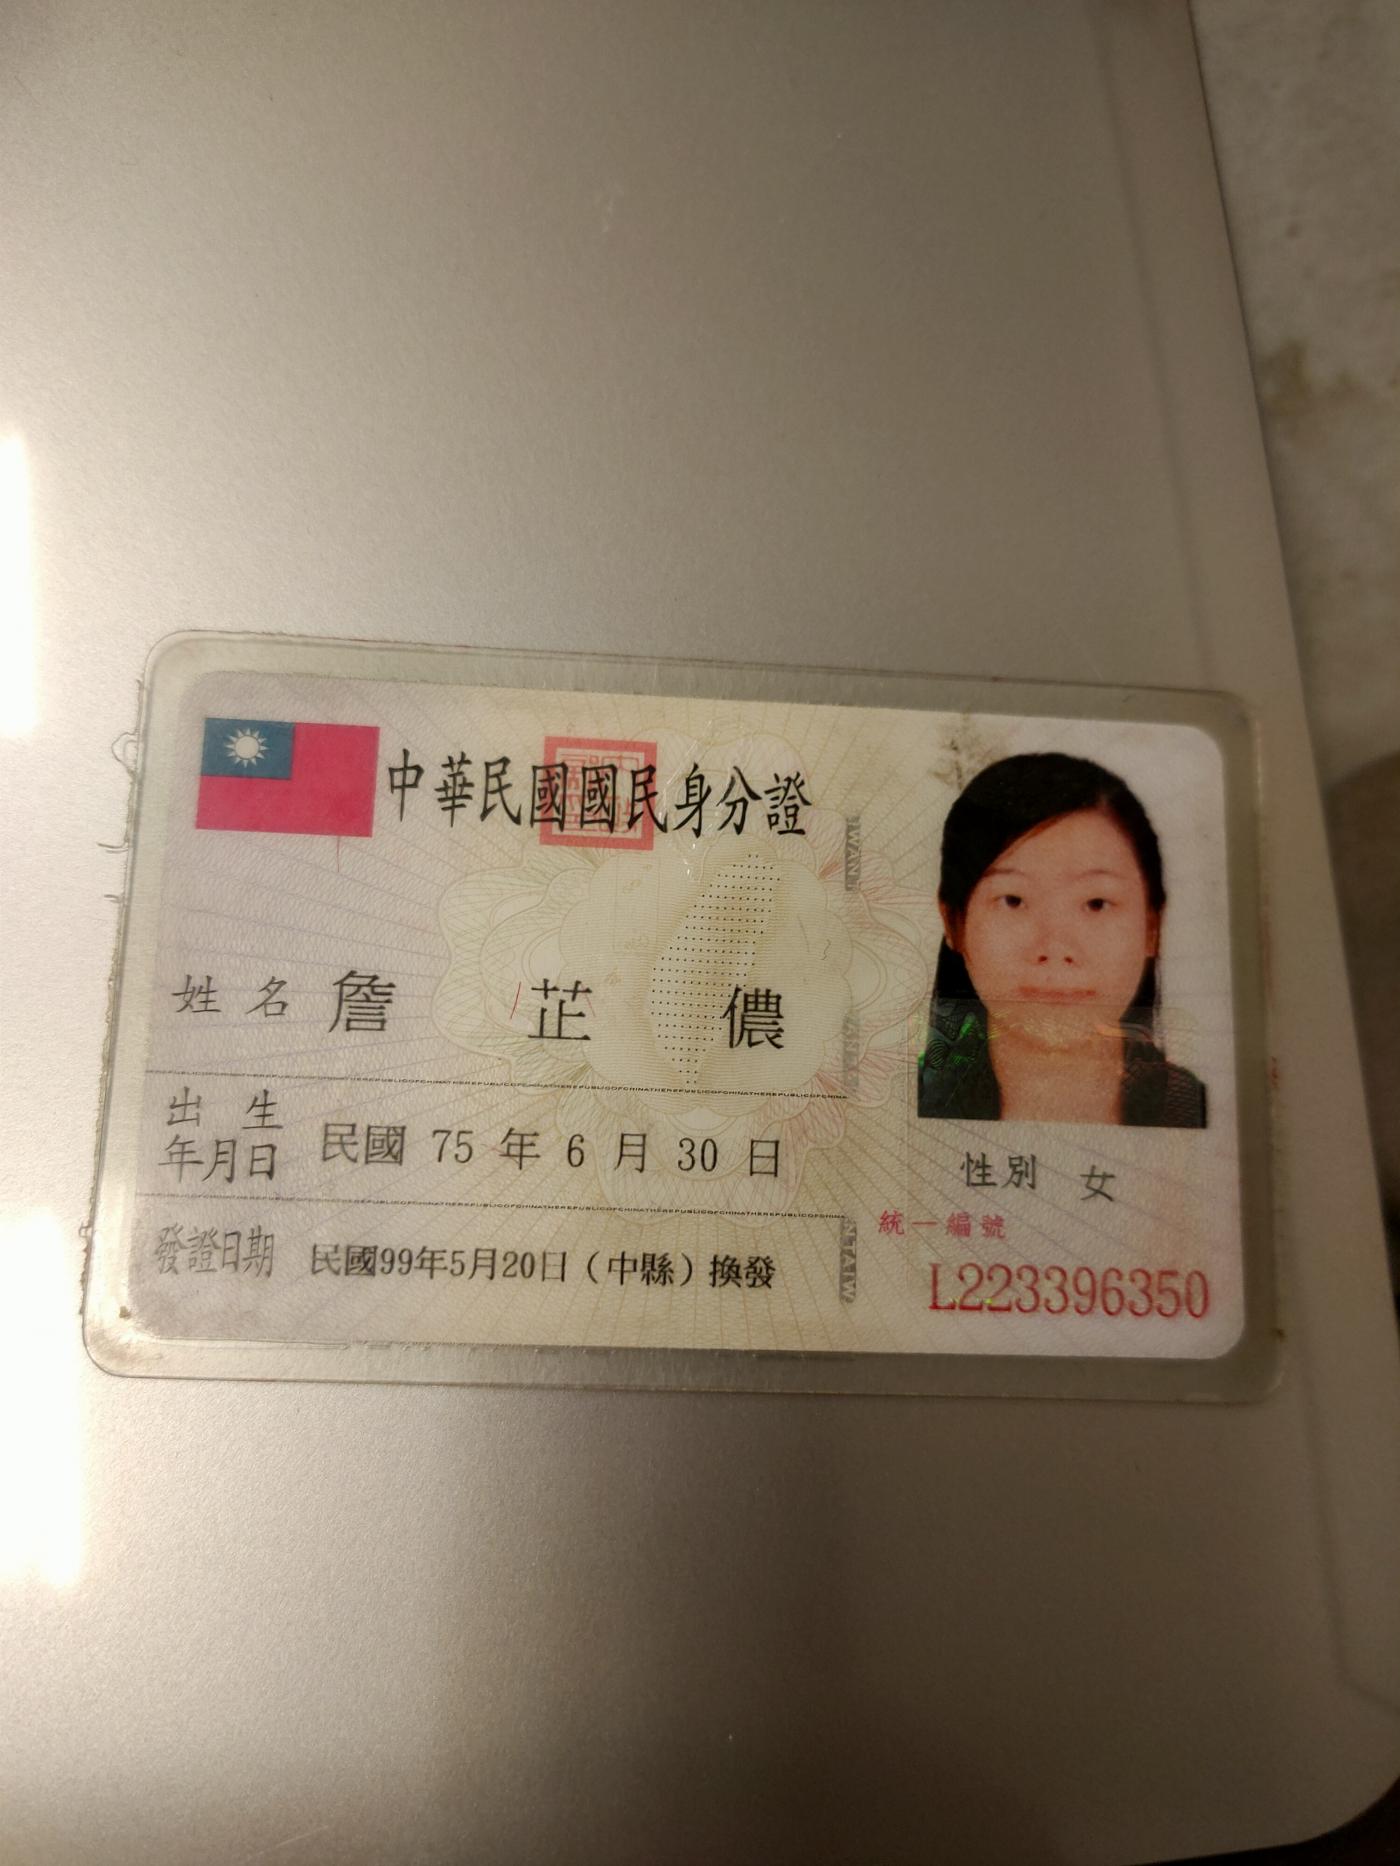 中華民國國民身分證
姓名 詹芷儂
出生年月日 民國 75 年 6 月 30 日
發證日期 民國99年5月20日（中縣）換發
性別 女
統一編號
L223396350